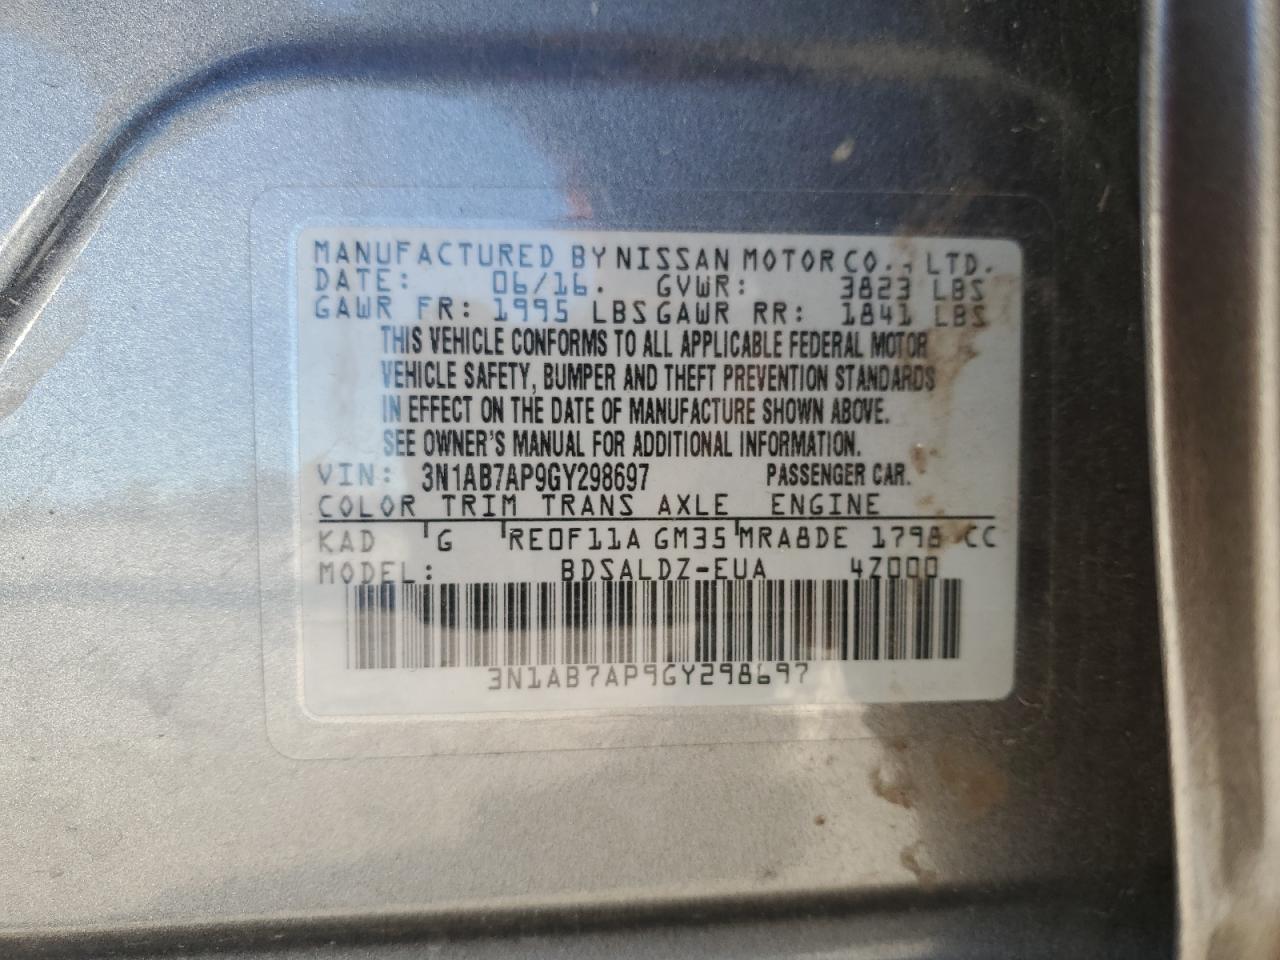 MANUFACTURED BY NISSAN MOTOR CO., LTD.
DATE: 06/16. GVWR: 3823 LBS
GAWR FR: 1995 LBS GAWR RR: 1841 LBS
THIS VEHICLE CONFORMS TO ALL APPLICABLE FEDERAL MOTOR
VEHICLE SAFETY, BUMPER AND THEFT PREVENTION STANDARDS
IN EFFECT ON THE DATE OF MANUFACTURE SHOWN ABOVE.
SEE OWNER'S MANUAL FOR ADDITIONAL INFORMATION.
VIN: 3N1AB7AP9GY298697 PASSENGER CAR.
COLOR TRIM TRANS AXLE ENGINE
KAD G RE0F11A GM35 MRA8DE 1798 CC
MODEL: BDSALDZ-EUA 4Z000
3N1AB7AP9GY298697